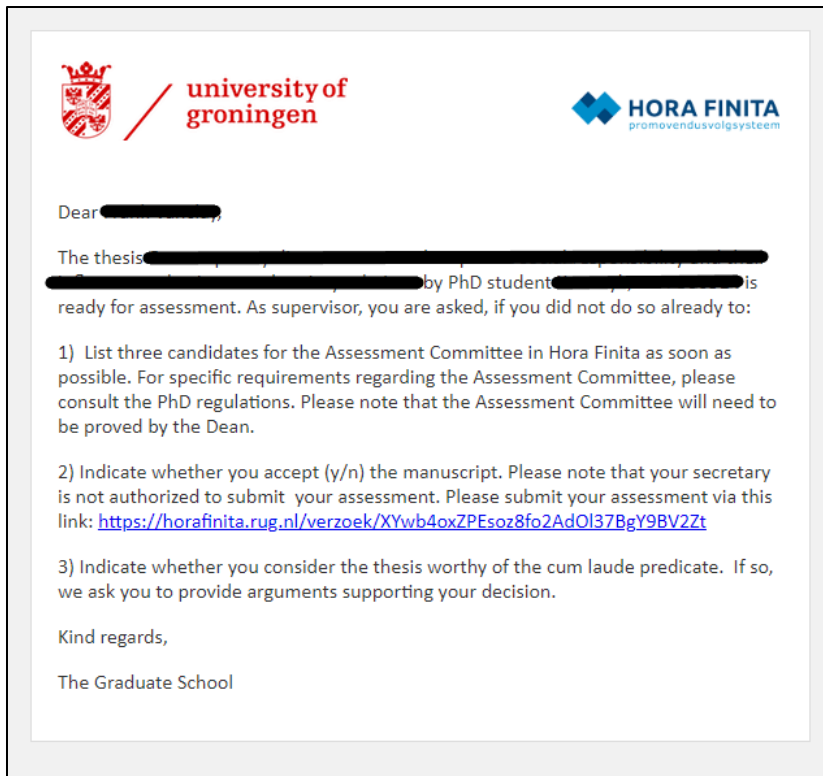 university of
groningen
HORA FINITA
promovendusvolgsysteem
Dear
The thesis
by PhD student is
ready for assessment. As supervisor, you are asked, if you did not do so already to:
1) List three candidates for the Assessment Committee in Hora Finita as soon as
possible. For specific requirements regarding the Assessment Committee, please
consult the PhD regulations. Please note that the Assessment Committee will need to
be proved by the Dean.
2) Indicate whether you accept (y/n) the manuscript. Please note that your secretary
is not authorized to submit your assessment. Please submit your assessment via this
link: https://horafinita.rug.nl/verzoek/XYwb4oxZPEsoz8fo2AdOl37BgY9BV2Zt
3) Indicate whether you consider the thesis worthy of the cum laude predicate. If so,
we ask you to provide arguments supporting your decision.
Kind regards,
The Graduate School